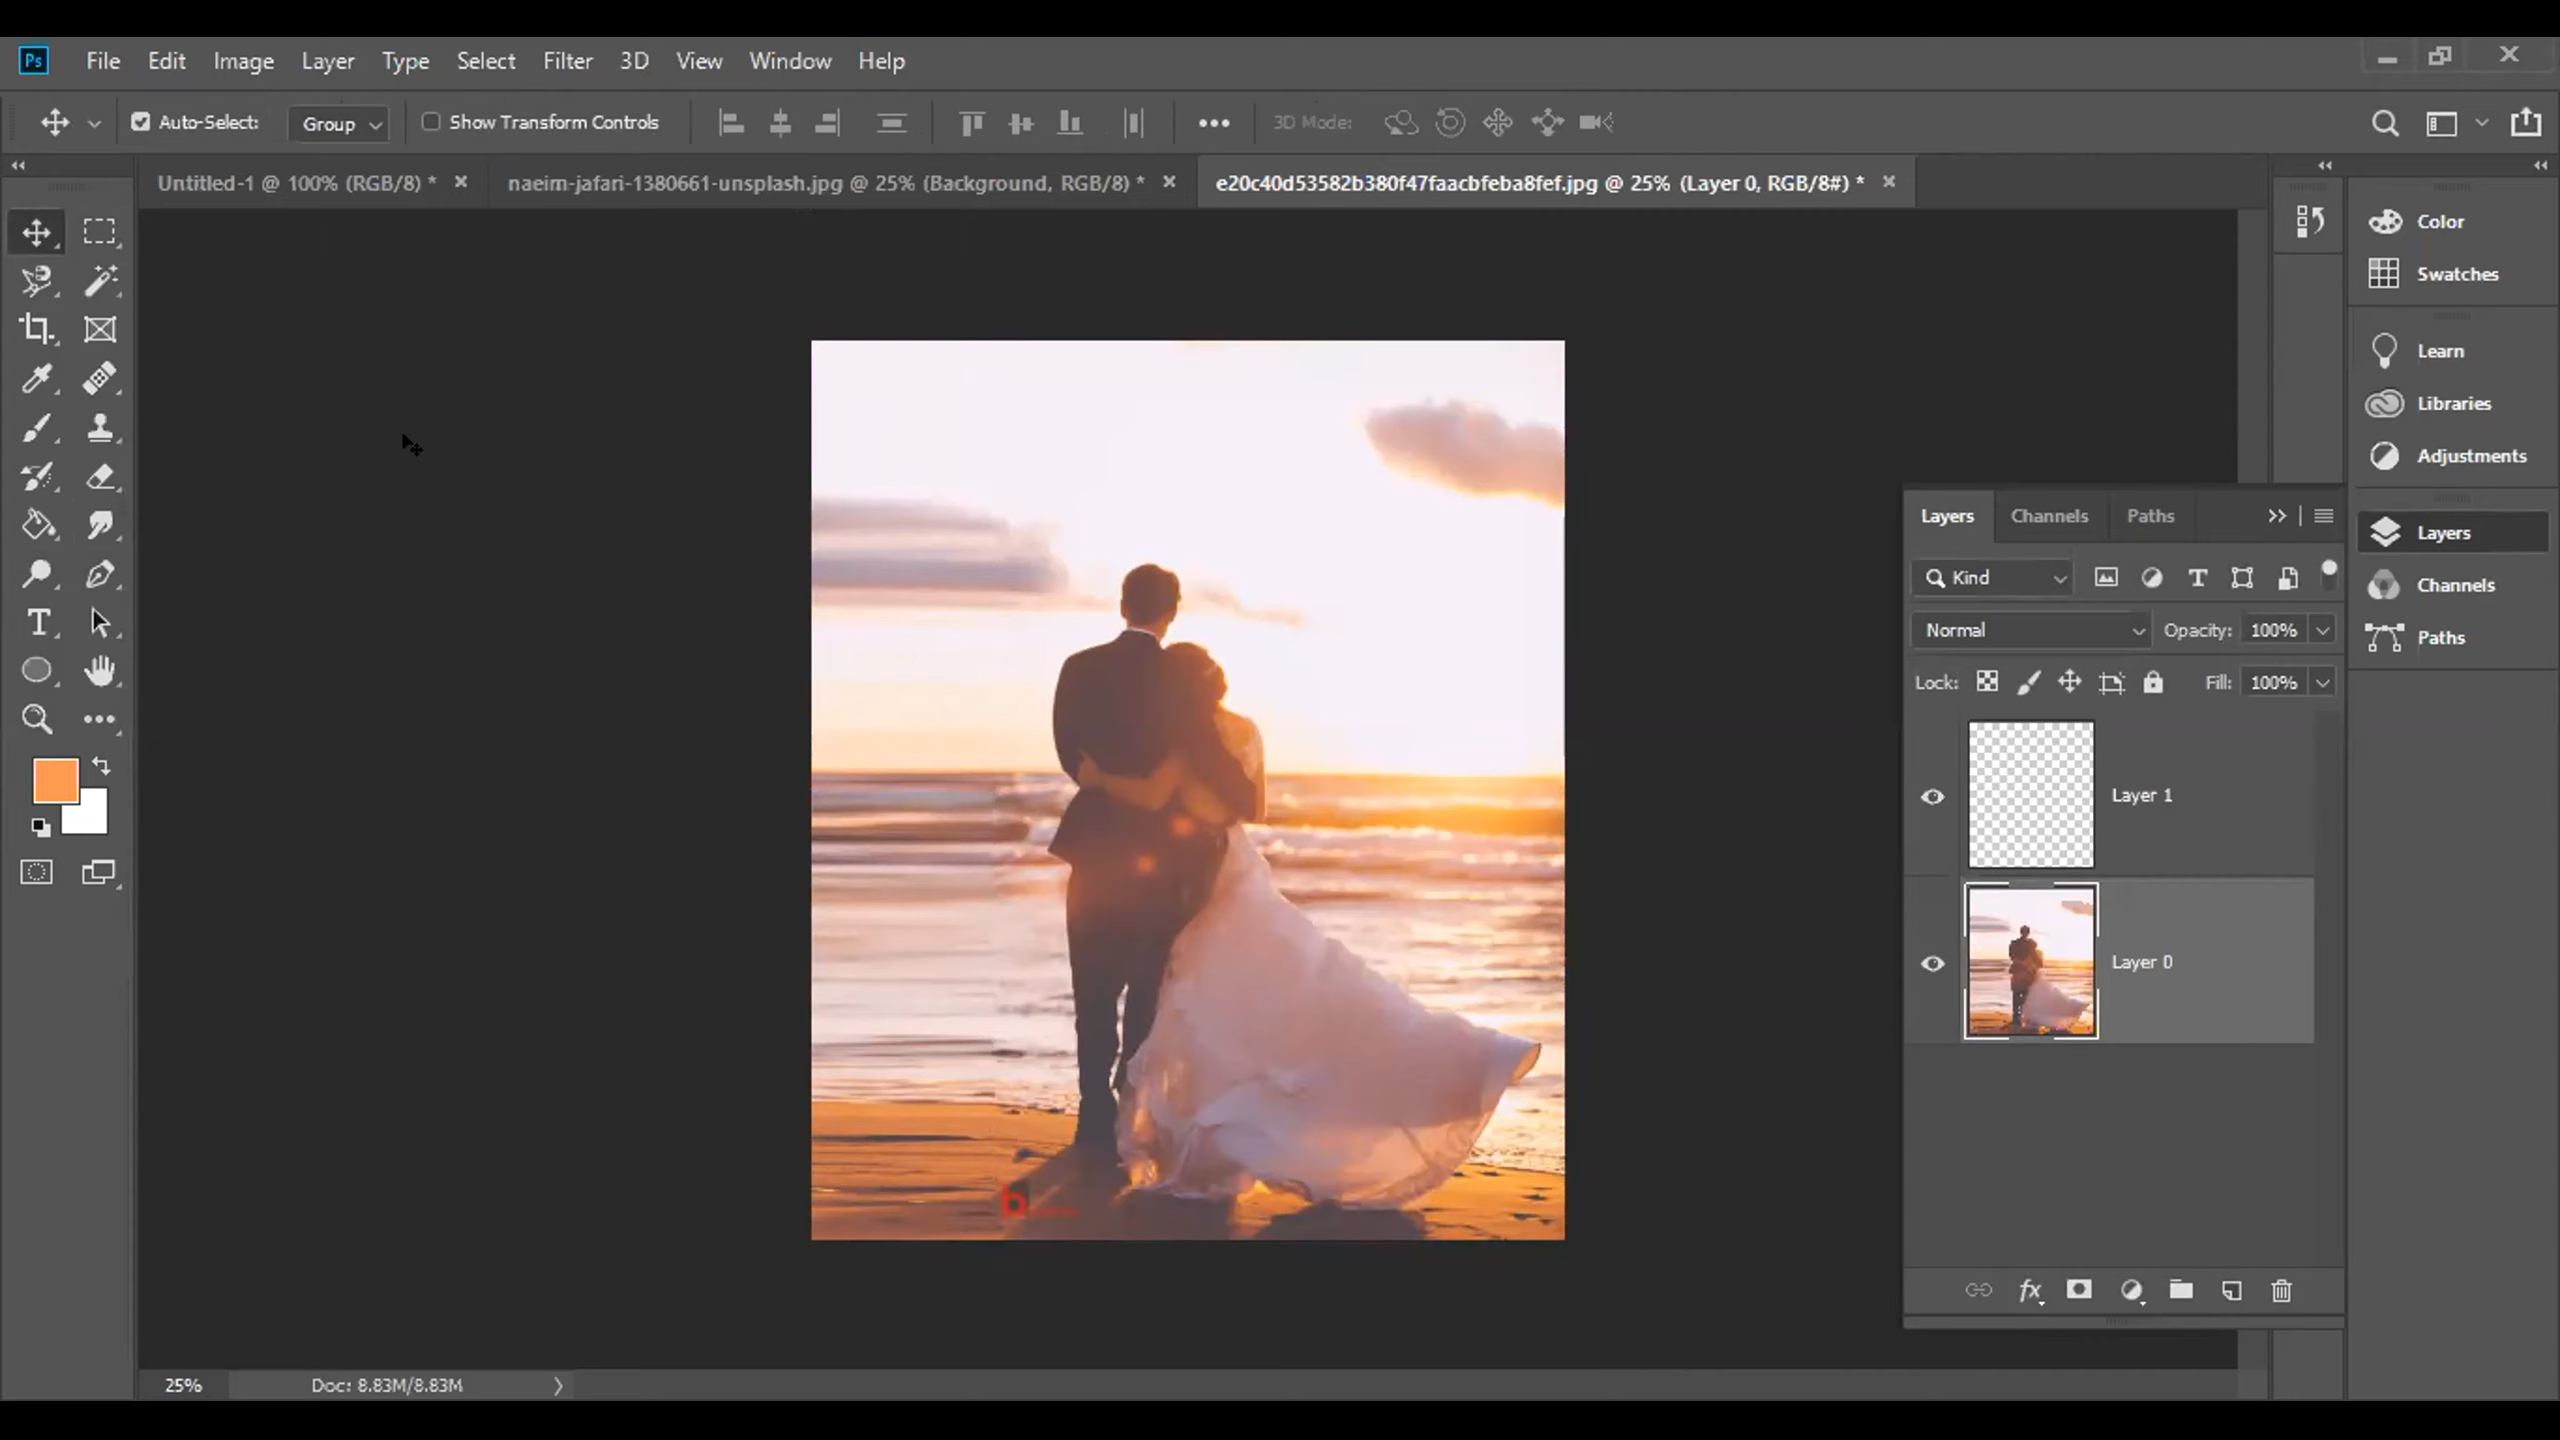 Ps File Edit Image Layer Type Select Filter 3D View Window Help
Auto-Select: Group Show Transform Controls 3D Mode:
Untitled-1 @ 100% (RGB/8) * naeim-jafari-1380661-unsplash.jpg @ 25% (Background, RGB/8) * e20c40d53582b380f47faacbfeba8fef.jpg @ 25% (Layer 0, RGB/8#) *
Color
Swatches
Learn
Libraries
Adjustments
Layers
Channels
Paths
Layers Channels Paths
Kind
Normal Opacity: 100%
Lock: Fill: 100%
Layer 1
Layer 0
fx
b
25% Doc: 8.83M/8.83M